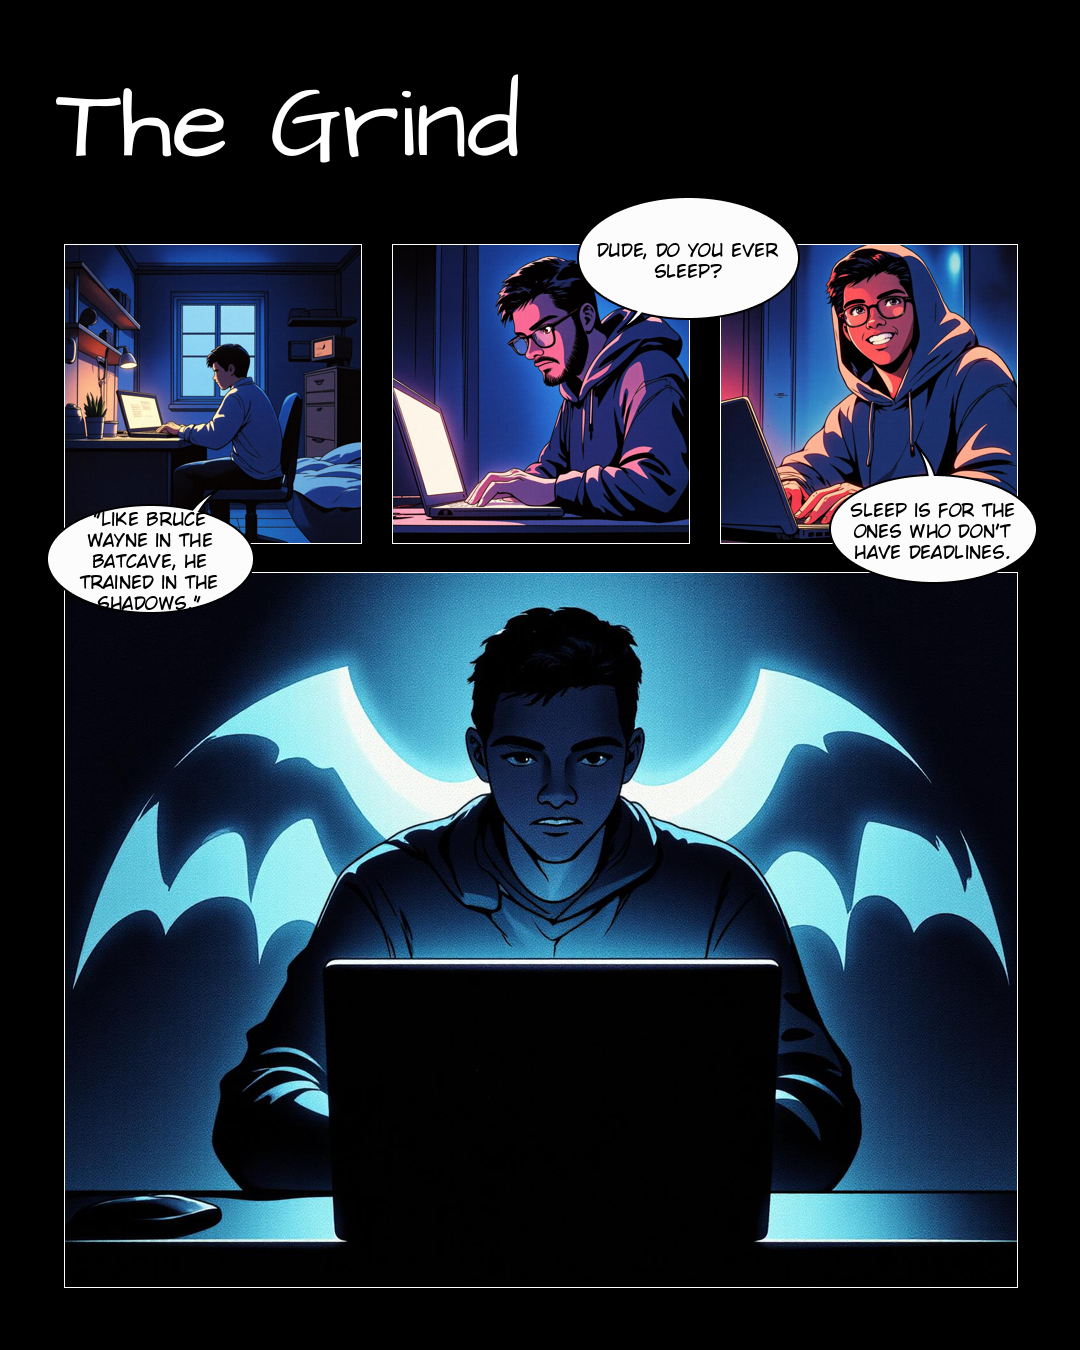 The Grind
DUDE, DO YOU EVER
SLEEP?
"LIKE BRUCE
WAYNE IN THE
BATCAVE, HE
TRAINED IN THE
SHADOWS."
SLEEP IS FOR THE
ONES WHO DON'T
HAVE DEADLINES.